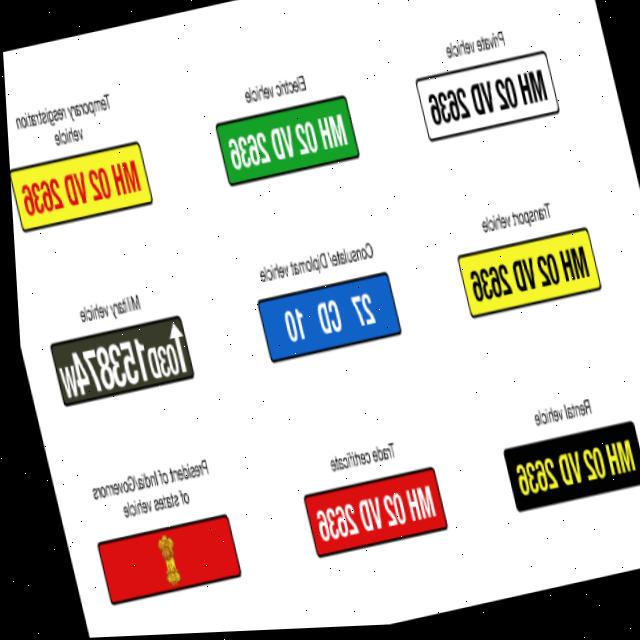 Private vehicle
MH 02 VD 2636
Electric vehicle
MH 02 VD 2636
Temporary resgistration
vehicle
MH 02 VD 2636
Transport vehicle
MH 02 VD 2636
Consulate/ Diplomat vehicle
27 CD 10
Military vehicle
↑03D153874W
Rental vehicle
MH 02 VD 2636
Trade certificate
MH 02 VD 2636
President of India/Governors
of states vehicle